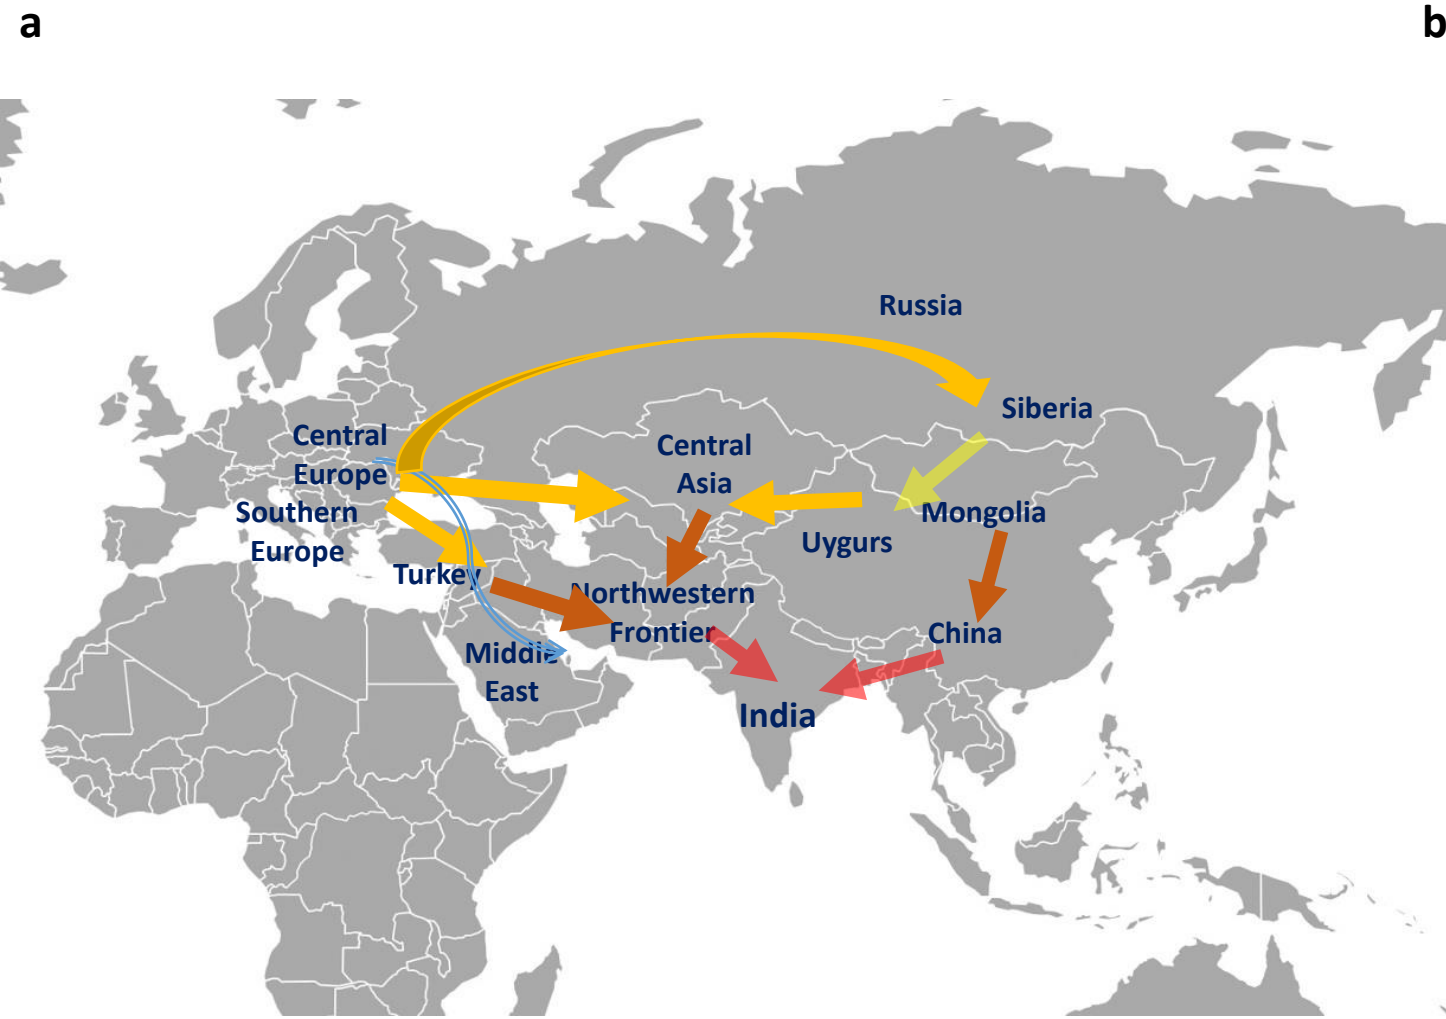 a
b
Russia
Siberia
Central
Europe
Central
Asia
Southern
Europe
Mongolia
Uygurs
Turkey
Northwestern
Frontier
China
Middle
East
India